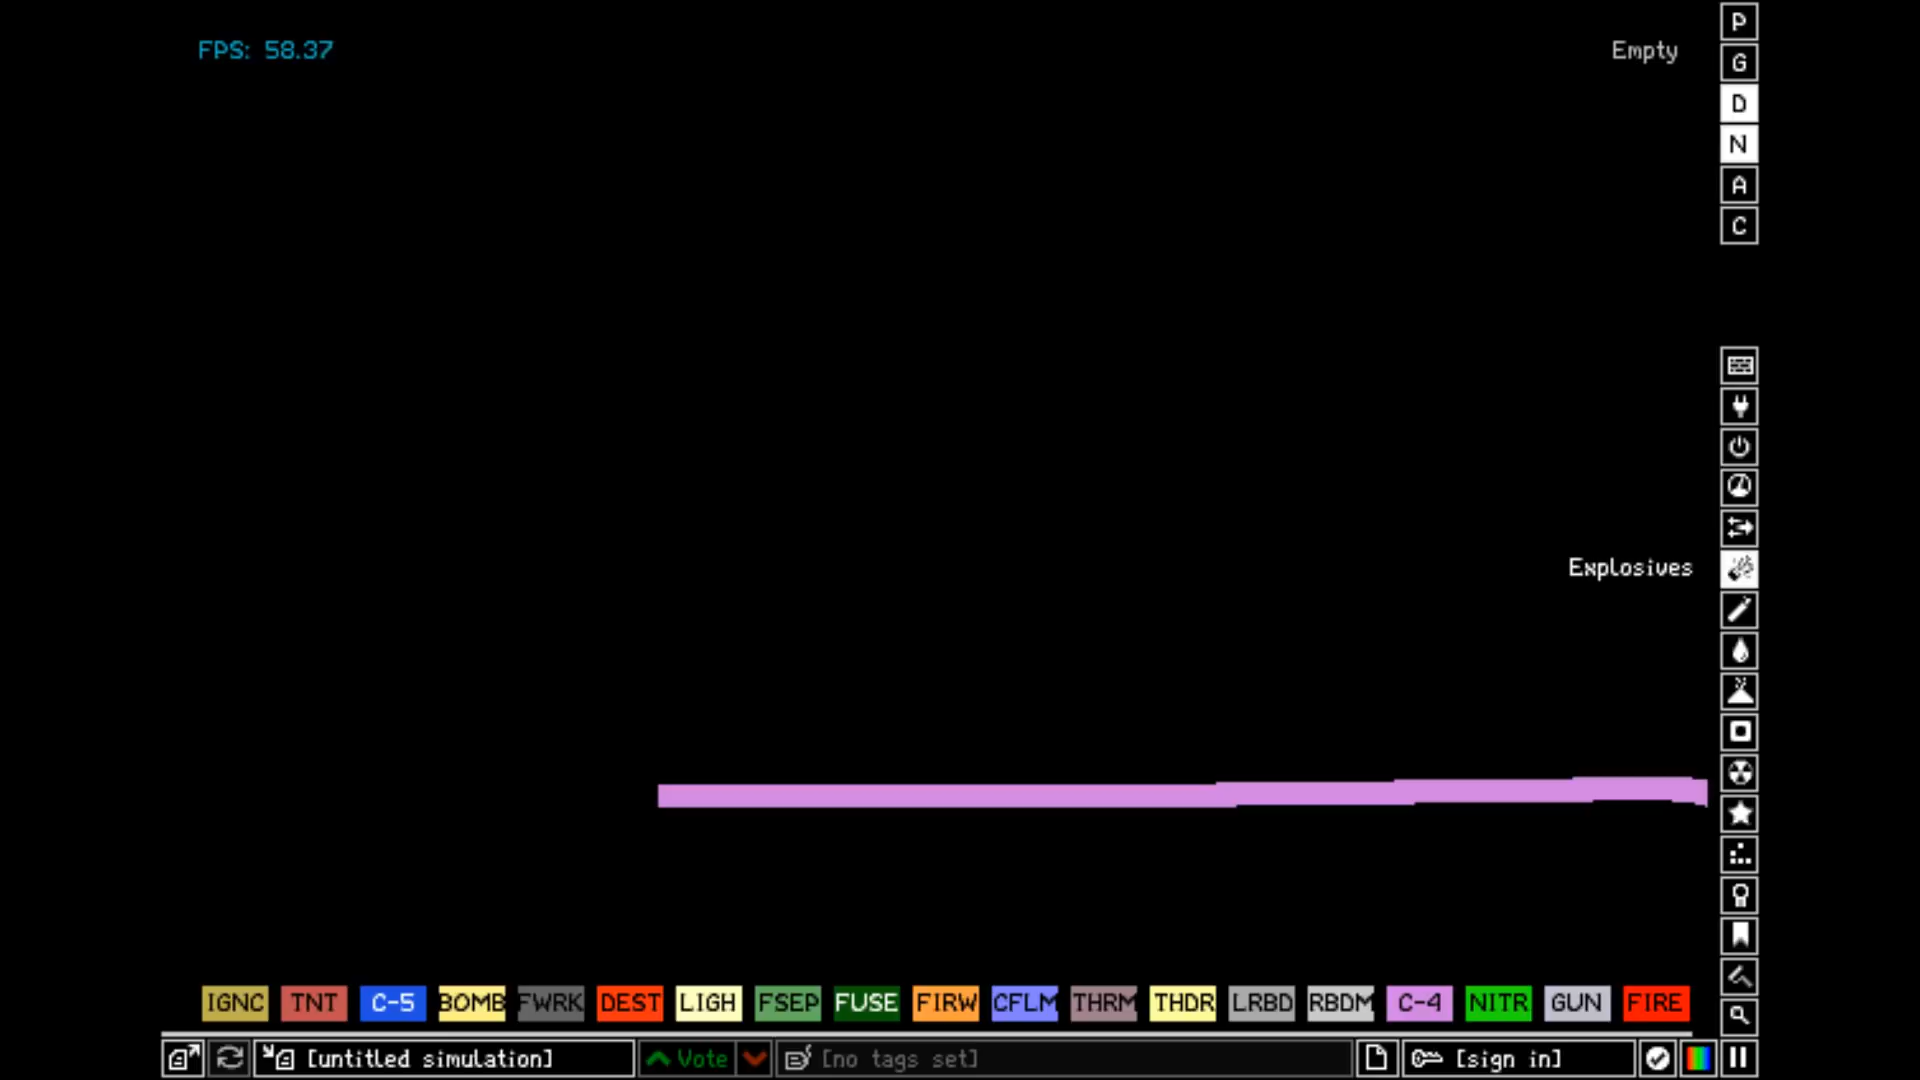 P
FPS: 58.37
Empty
G
D
N
A
C
Explosives
IGNC TNT C-5 BOMB FWRK DEST LIGH FSEP FUSE FIRW CFLM THRM THDR LRBD RBDM C-4 NITR GUN FIRE
[untitled simulation] Vote [no tags set] [sign in]